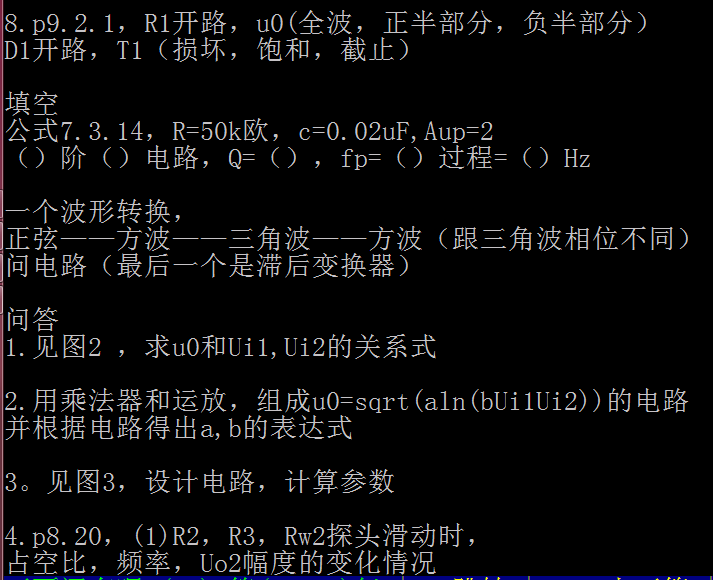 8.p9.2.1，R1开路，u0(全波，正半部分，负半部分）
D1开路，T1（损坏，饱和，截止）
填空
公式7.3.14，R=50k欧，c=0.02uF,Aup=2
（）阶（）电路，Q=（），fp=（）过程=（）Hz
一个波形转换，
正弦——方波——三角波——方波（跟三角波相位不同）
问电路（最后一个是滞后变换器）
问答
1.见图2 ，求u0和Ui1,Ui2的关系式
2.用乘法器和运放，组成u0=sqrt(aln(bUi1Ui2))的电路
并根据电路得出a,b的表达式
3。见图3，设计电路，计算参数
4.p8.20，(1)R2，R3，Rw2探头滑动时，
占空比，频率，Uo2幅度的变化情况